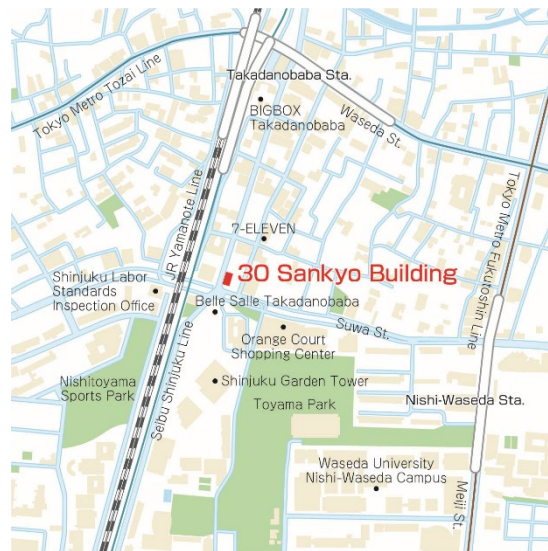 Takadanobaba Sta.
Tokyo Metro Tozai Line
BIGBOX
Takadanobaba
Waseda St.
JR Yamanote Line
Tokyo Metro Fukutoshin Line
7-ELEVEN
30 Sankyo Building
Shinjuku Labor
Standards
Inspection Office
Belle Salle Takadanobaba
Suwa St.
Orange Court
Shopping Center
Seibu Shinjuku Line
Nishitoyama
Sports Park
Shinjuku Garden Tower
Toyama Park
Nishi-Waseda Sta.
Waseda University
Nishi-Waseda Campus
Meiji St.